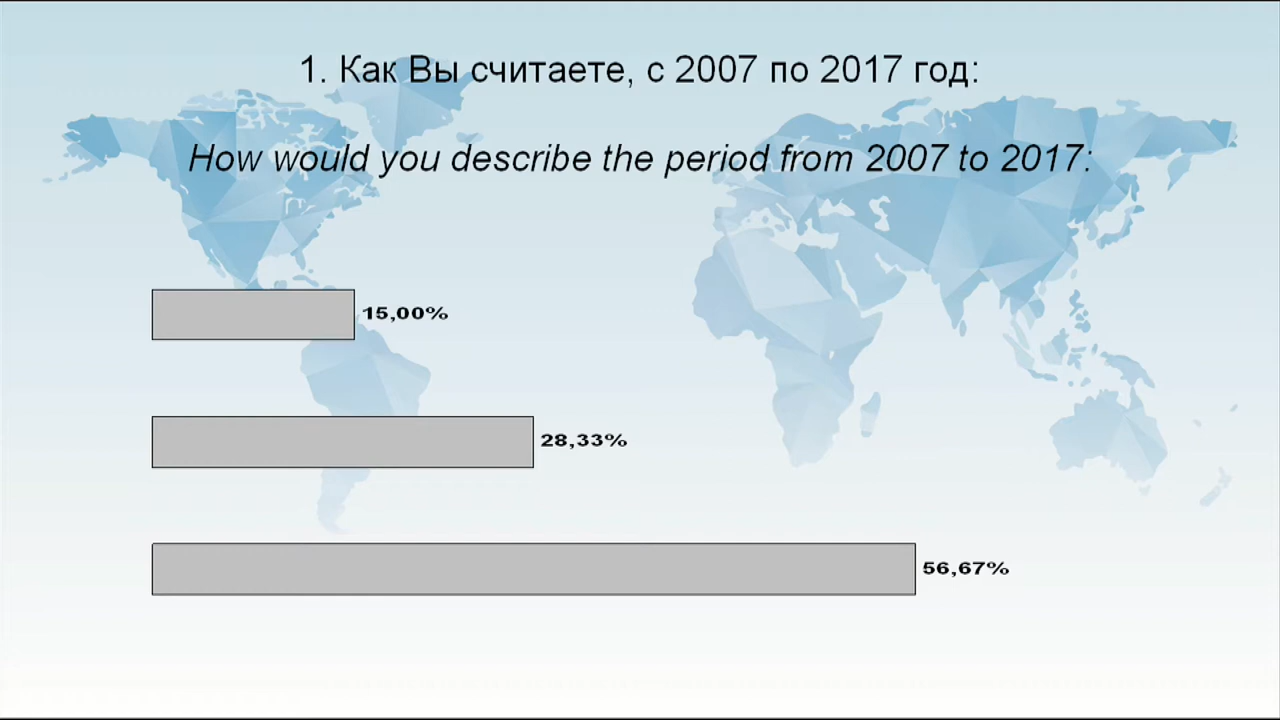 1. Как Вы считаете, с 2007 по 2017 год:
How would you describe the period from 2007 to 2017:
15,00%
28,33%
56,67%